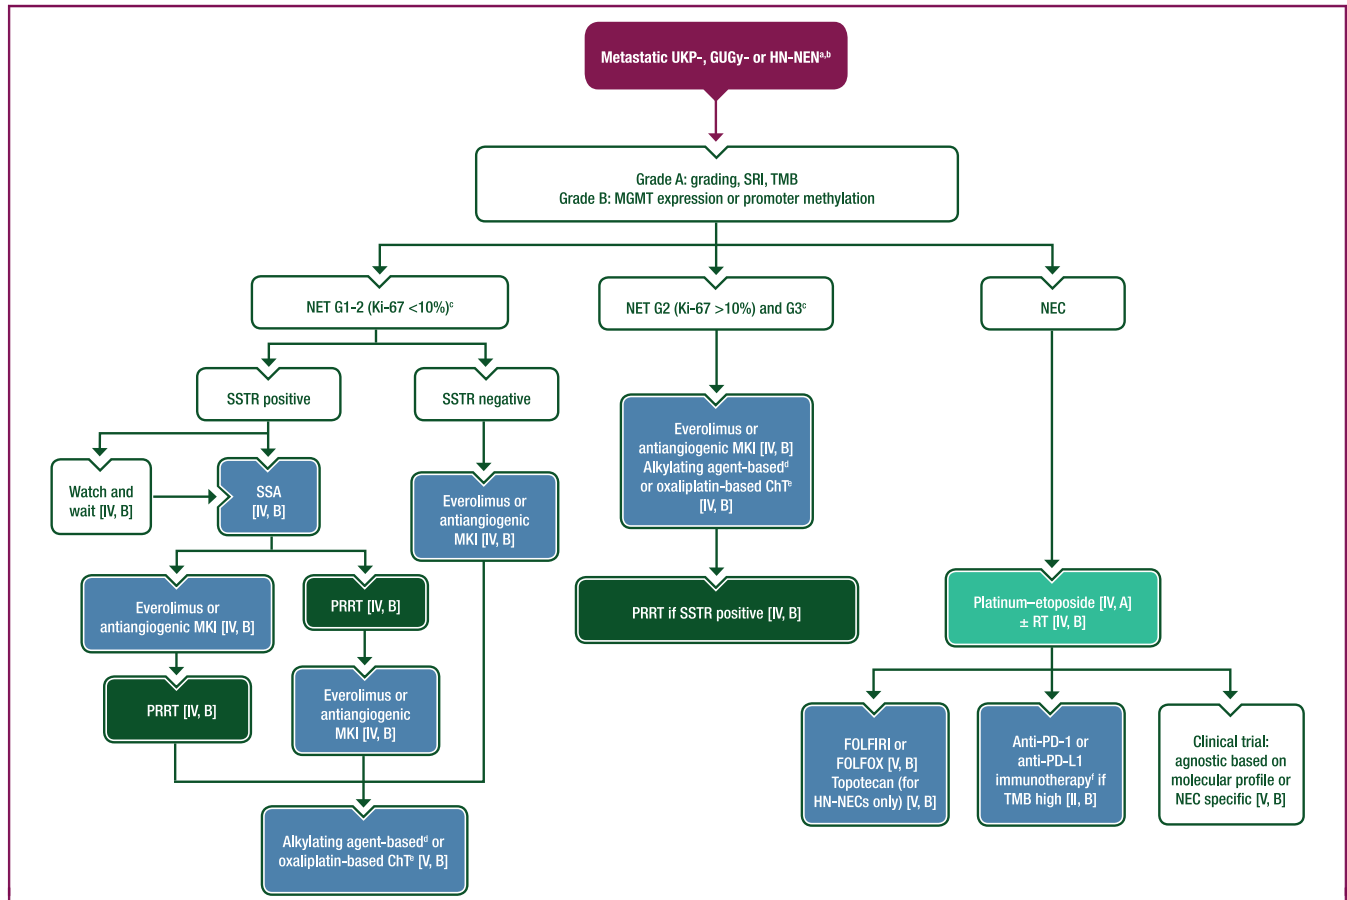 Metastatic UKP-, GUGy- or HN-NENa,b
Grade A: grading, SRI, TMB
Grade B: MGMT expression or promoter methylation
NET G1-2 (Ki-67 <10%)c
NET G2 (Ki-67 >10%) and G3c
NEC
SSTR positive
SSTR negative
Everolimus or
antiangiogenic MKI [IV, B]
Alkylating agent-basedd
or oxaliplatin-based ChTe
[IV, B]
Watch and
wait [IV, B]
SSA
[IV, B]
Everolimus or
antiangiogenic
MKI [IV, B]
Everolimus or
antiangiogenic MKI [IV, B]
PRRT [IV, B]
PRRT if SSTR positive [IV, B]
Platinum–etoposide [IV, A]
± RT [IV, B]
PRRT [IV, B]
Everolimus or
antiangiogenic
MKI [IV, B]
FOLFIRI or
FOLFOX [V, B]
Topotecan (for
HN-NECs only) [V, B]
Anti-PD-1 or
anti-PD-L1
immunotherapyf if
TMB high [II, B]
Clinical trial:
agnostic based on
molecular profile or
NEC specific [V, B]
Alkylating agent-basedd or
oxaliplatin-based ChTe [V, B]